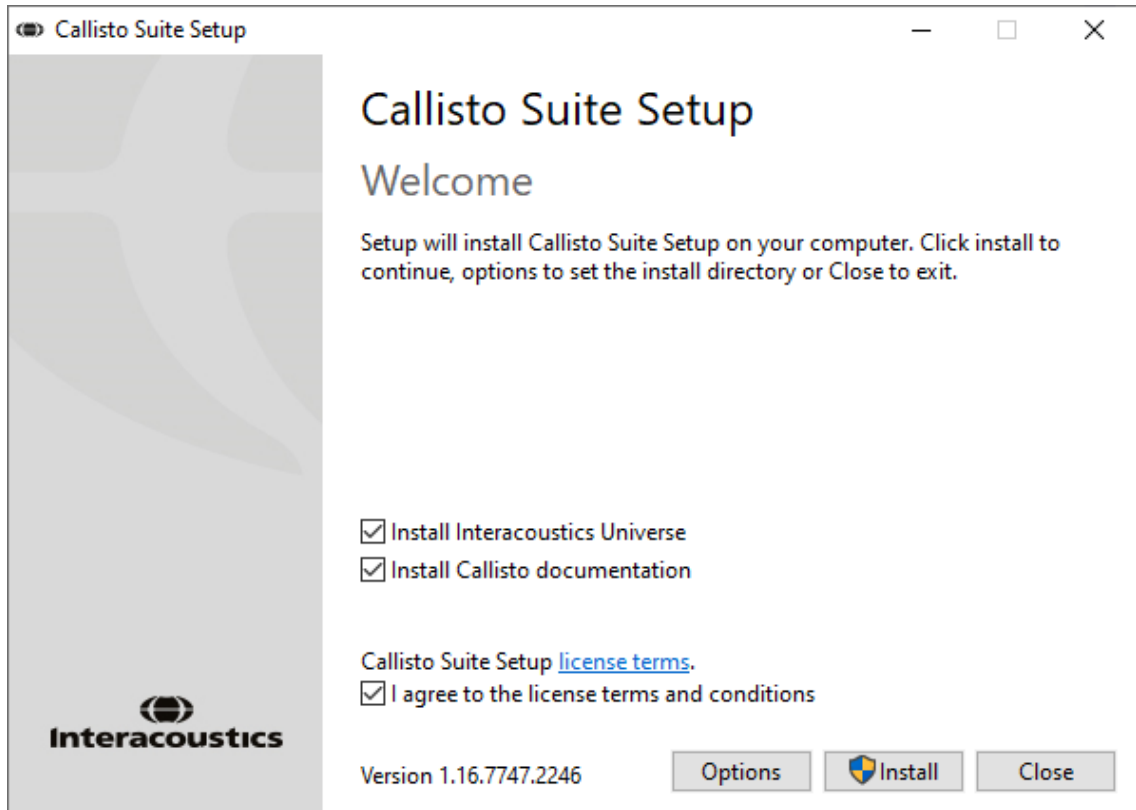 Callisto Suite Setup
Callisto Suite Setup
Welcome
Setup will install Callisto Suite Setup on your computer. Click install to
continue, options to set the install directory or Close to exit.
Install Interacoustics Universe
Install Callisto documentation
Callisto Suite Setup license terms.
I agree to the license terms and conditions
Interacoustics
Version 1.16.7747.2246
Options
Install
Close